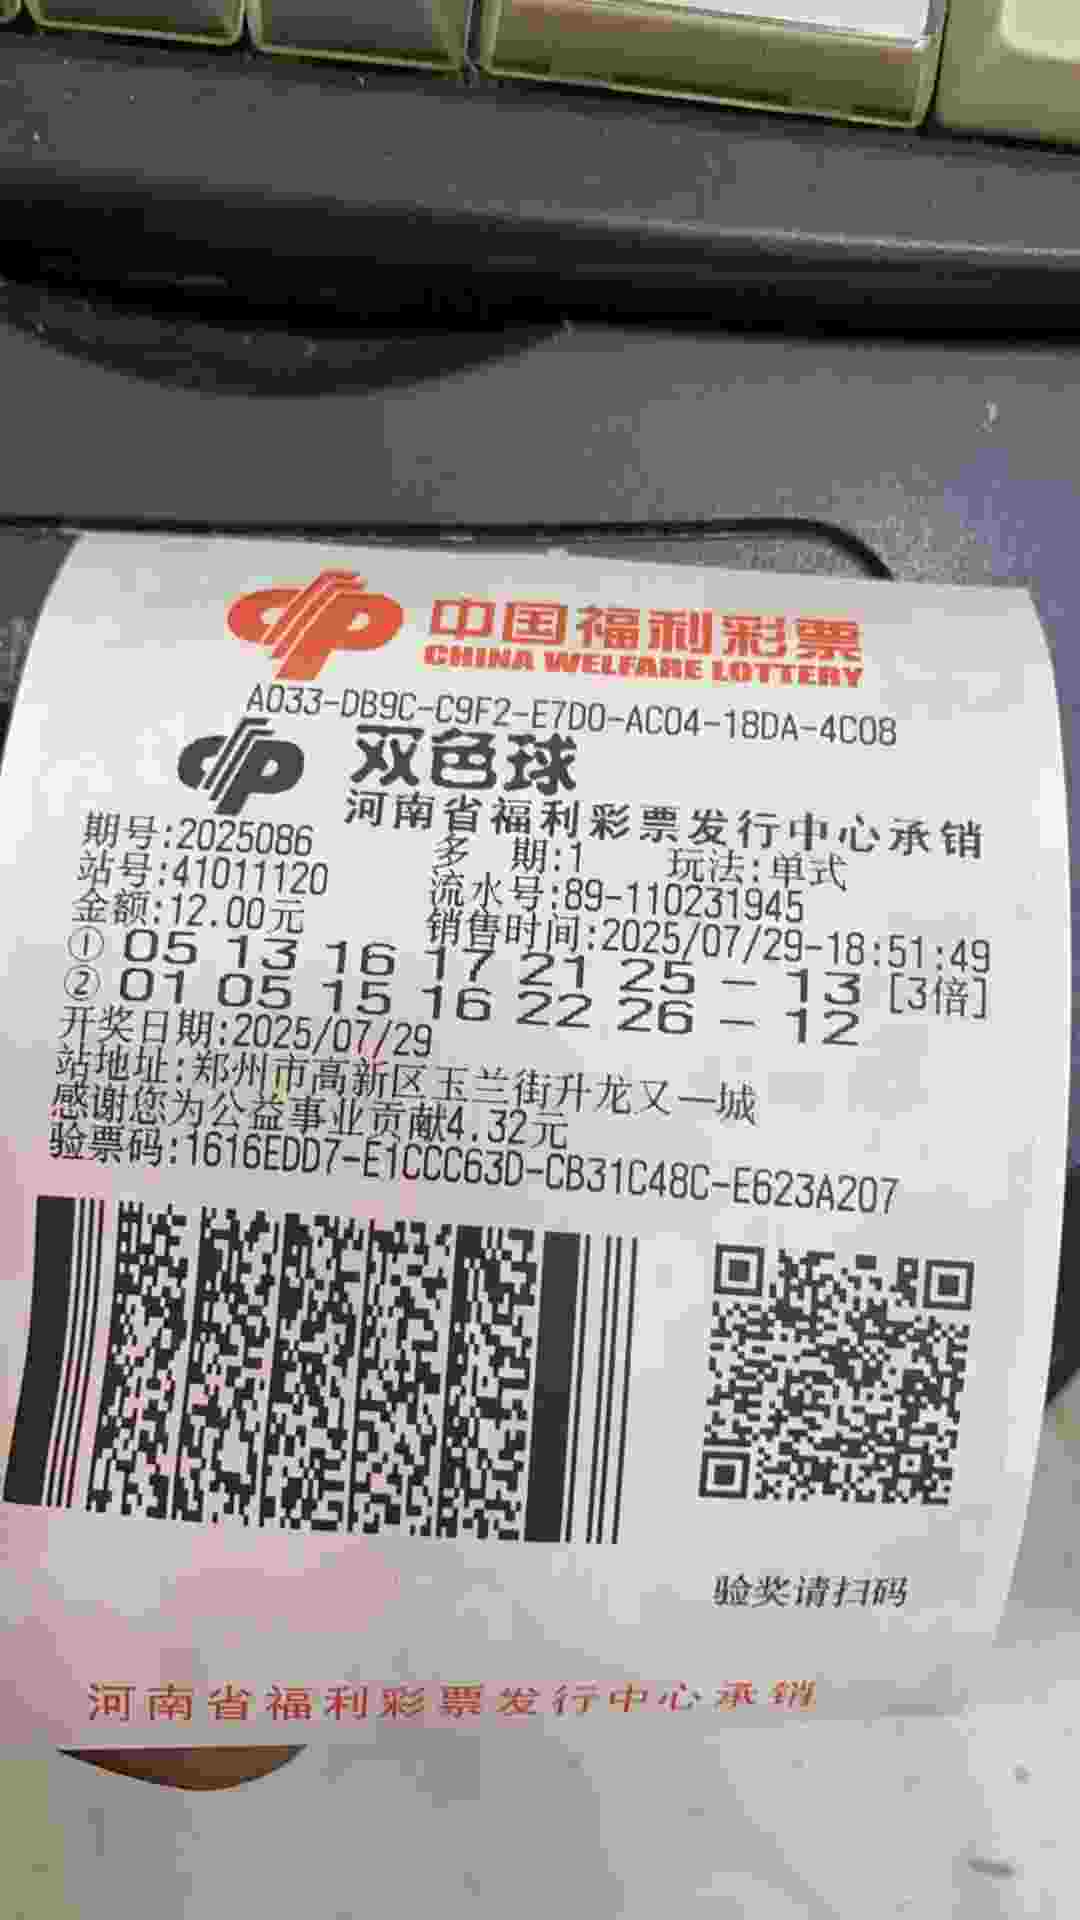 中国福利彩票
CHINA WELFARE LOTTERY
A033-DB9C-C9F2-E7D0-AC04-18DA-4C08
双色球
河南省福利彩票发行中心承销
期号:2025086 多 期:1 玩法:单式
站号:41011120 流水号:89-110231945
金额:12.00元 销售时间:2025/07/29-18:51:49
① 05 13 16 17 21 25 - 13 [3倍]
② 01 05 15 16 22 26 - 12
开奖日期:2025/07/29
站地址:郑州市高新区玉兰街升龙又一城
感谢您为公益事业贡献4.32元
验票码:1616EDD7-E1CCC63D-CB31C48C-E623A207
验奖请扫码
河南省福利彩票发行中心承销